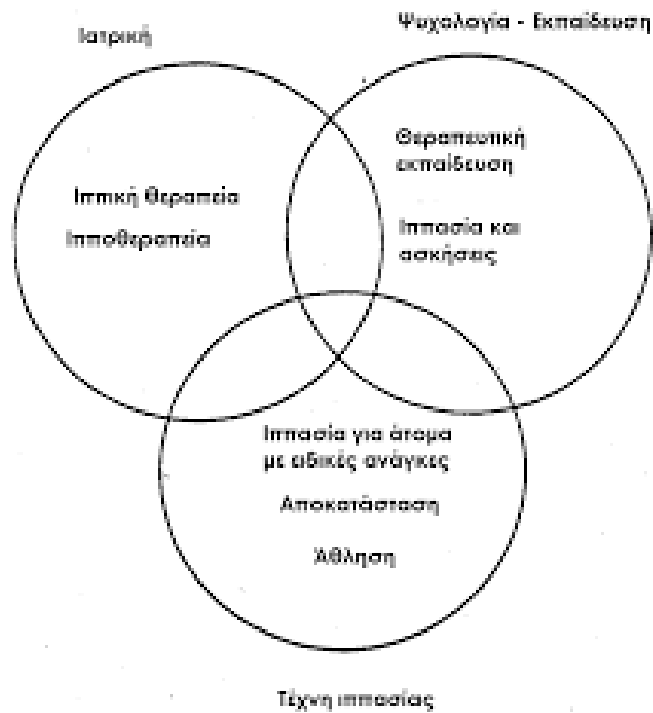 Ιατρική
Ψυχολογία - Εκπαίδευση
Ιππική θεραπεία
Ιπποθεραπεία
Θεραπευτική
εκπαίδευση
Ιππασία και
ασκήσεις
Ιππασία για άτομα
με ειδικές ανάγκες
Αποκατάσταση
Άθληση
Τέχνη ιππασίας